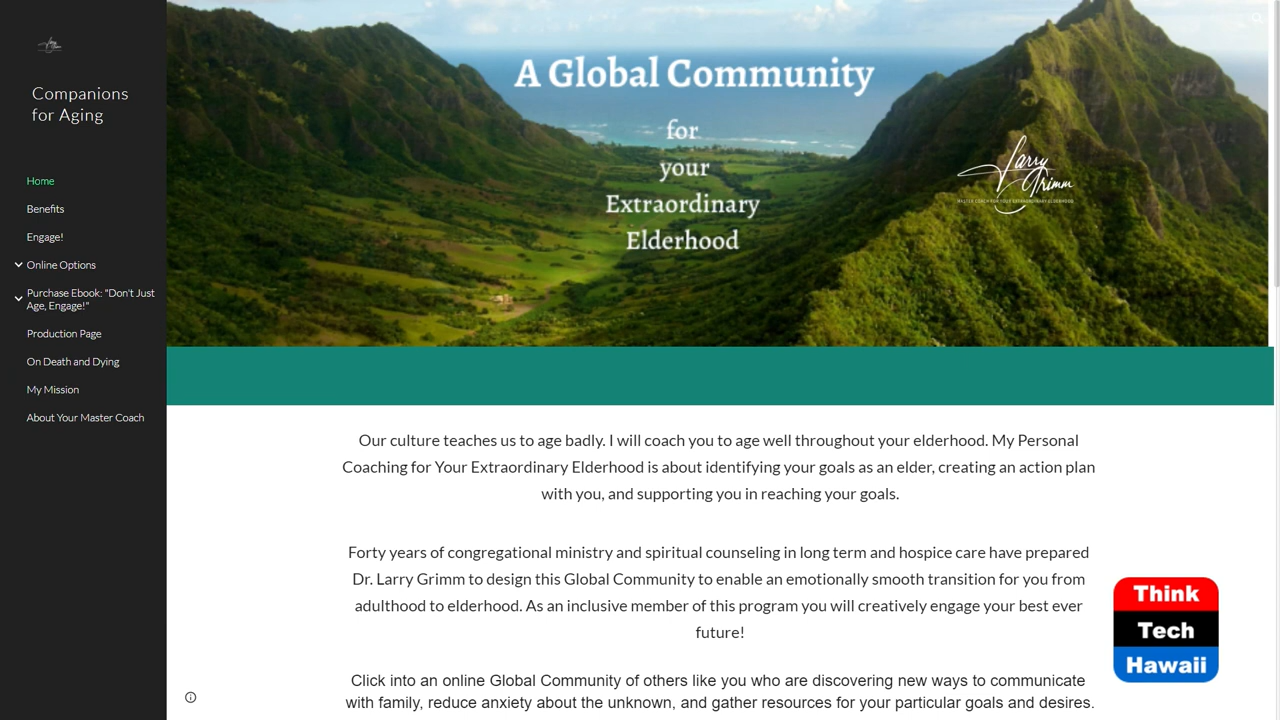 Companions
for Aging
Home
Benefits
Engage!
Online Options
Purchase Ebook: "Don't Just
Age, Engage!"
Production Page
On Death and Dying
My Mission
About Your Master Coach
A Global Community
for
your
Extraordinary
Elderhood
Larry
Grimm
MASTER COACH FOR YOUR EXTRAORDINARY ELDERHOOD
Our culture teaches us to age badly. I will coach you to age well throughout your elderhood. My Personal
Coaching for Your Extraordinary Elderhood is about identifying your goals as an elder, creating an action plan
with you, and supporting you in reaching your goals.
Forty years of congregational ministry and spiritual counseling in long term and hospice care have prepared
Dr. Larry Grimm to design this Global Community to enable an emotionally smooth transition for you from
adulthood to elderhood. As an inclusive member of this program you will creatively engage your best ever
future!
Click into an online Global Community of others like you who are discovering new ways to communicate
with family, reduce anxiety about the unknown, and gather resources for your particular goals and desires.
Think
Tech
Hawaii